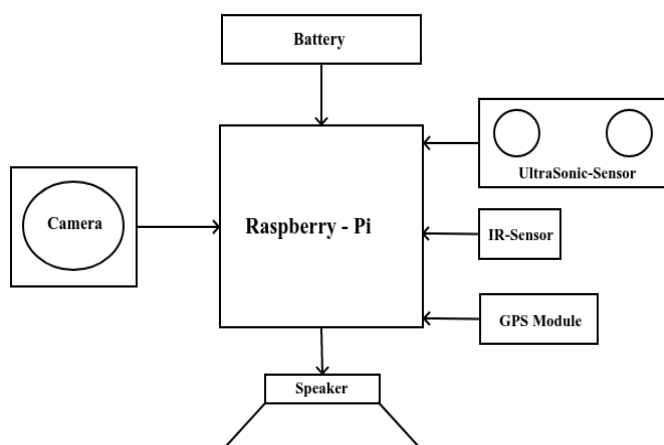 Battery
UltraSonic-Sensor
Camera
Raspberry - Pi
IR-Sensor
GPS Module
Speaker